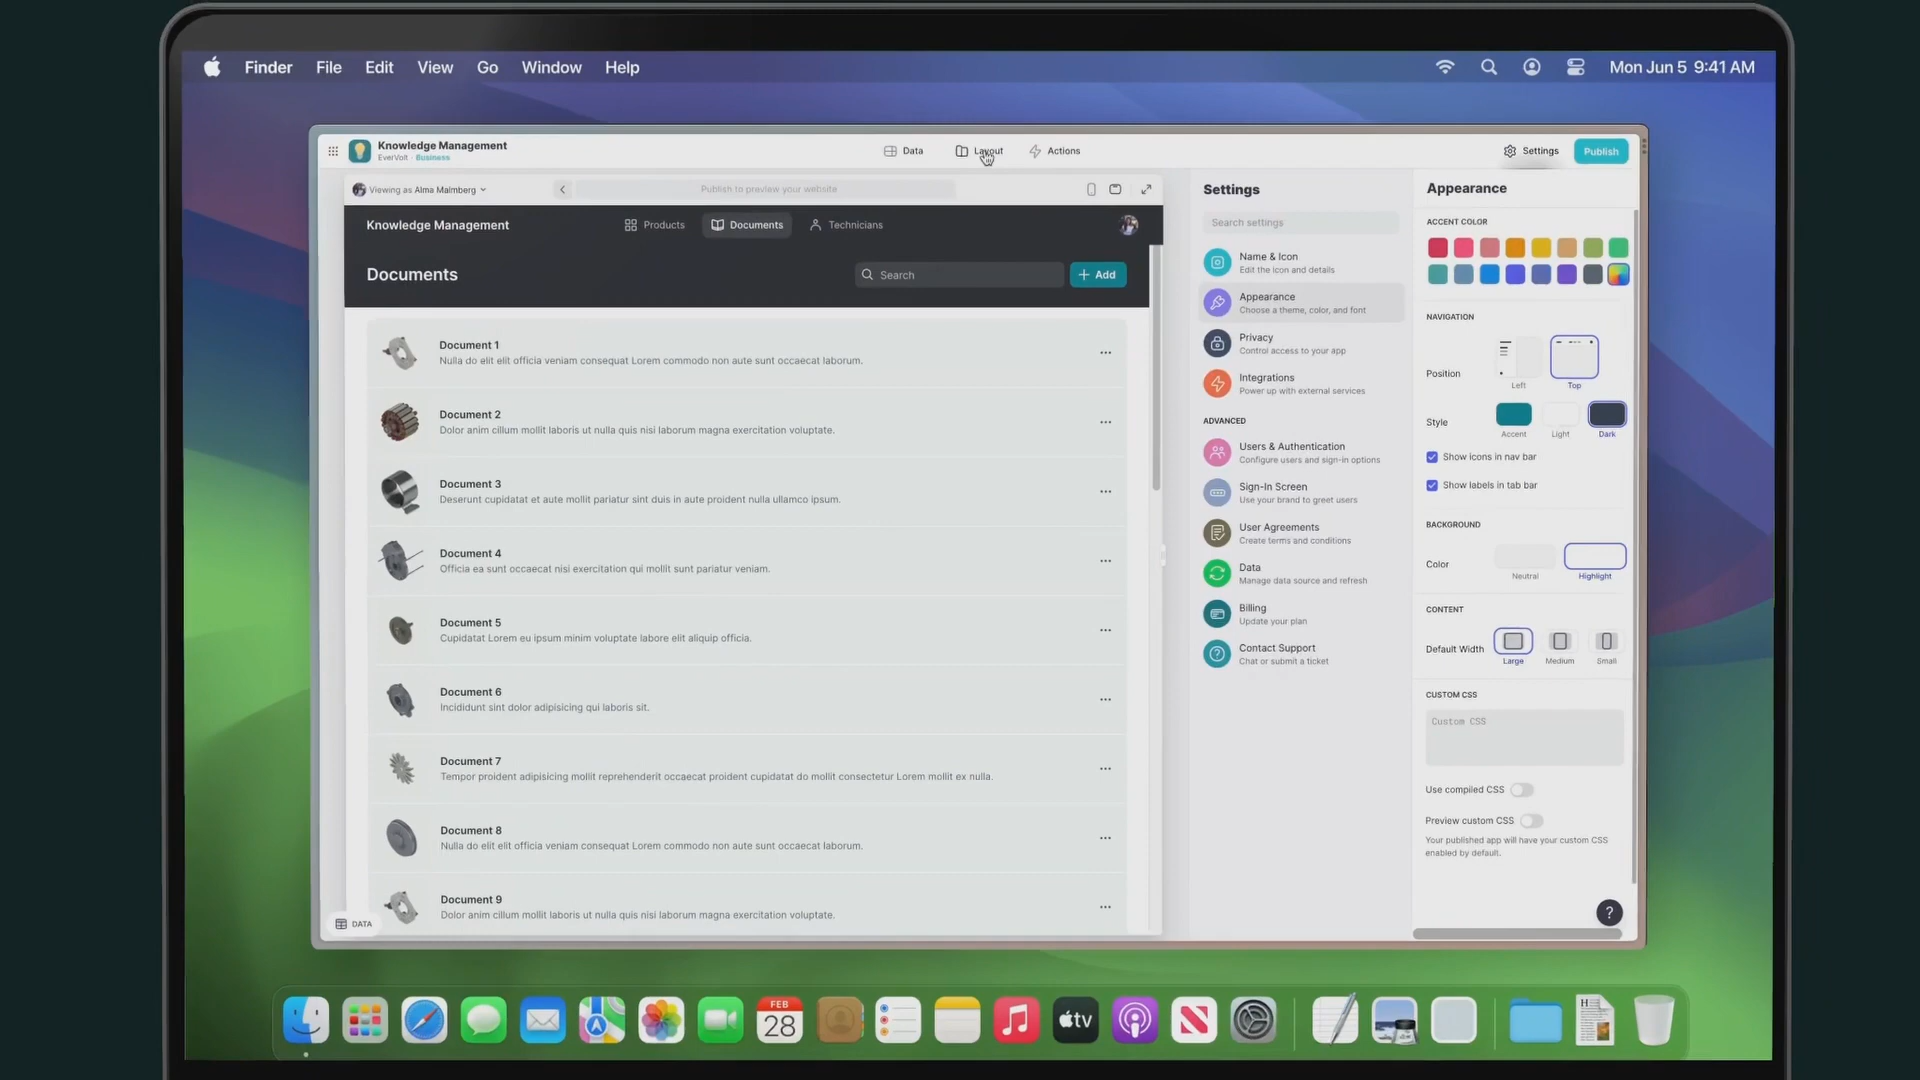 Finder File Edit View Go Window Help
Mon Jun 5 9:41 AM
Knowledge Management
EverVolt · Business
Data
Layout
Actions
Settings
Publish
Viewing as Alma Malmberg
Publish to preview your website
Knowledge Management
Products
Documents
Technicians
Documents
Search
+ Add
Document 1
Nulla do elit elit officia veniam consequat Lorem commodo non aute sunt occaecat laborum.
Document 2
Dolor anim cillum mollit laboris ut nulla quis nisi laborum magna exercitation voluptate.
Document 3
Deserunt cupidatat et aute mollit pariatur sint duis in aute proident nulla ullamco ipsum.
Document 4
Officia ea sunt occaecat nisi exercitation qui mollit sunt pariatur veniam.
Document 5
Cupidatat Lorem eu ipsum minim voluptate labore elit aliquip officia.
Document 6
Incididunt sint dolor adipisicing qui laboris sit.
Document 7
Tempor proident adipisicing mollit reprehenderit occaecat proident cupidatat do mollit consectetur Lorem mollit ex nulla.
Document 8
Nulla do elit elit officia veniam consequat Lorem commodo non aute sunt occaecat laborum.
Document 9
Dolor anim cillum mollit laboris ut nulla quis nisi laborum magna exercitation voluptate.
DATA
Settings
Search settings
Name & Icon
Edit the icon and details
Appearance
Choose a theme, color, and font
Privacy
Control access to your app
Integrations
Power up with external services
ADVANCED
Users & Authentication
Configure users and sign-in options
Sign-In Screen
Use your brand to greet users
User Agreements
Create terms and conditions
Data
Manage data source and refresh
Billing
Update your plan
Contact Support
Chat or submit a ticket
Appearance
ACCENT COLOR
NAVIGATION
Position
Left
Top
Style
Accent
Light
Dark
Show icons in nav bar
Show labels in tab bar
BACKGROUND
Color
Neutral
Highlight
CONTENT
Default Width
Large
Medium
Small
CUSTOM CSS
Custom CSS
Use compiled CSS
Preview custom CSS
Your published app will have your custom CSS
enabled by default.
?
FEB
28
tv